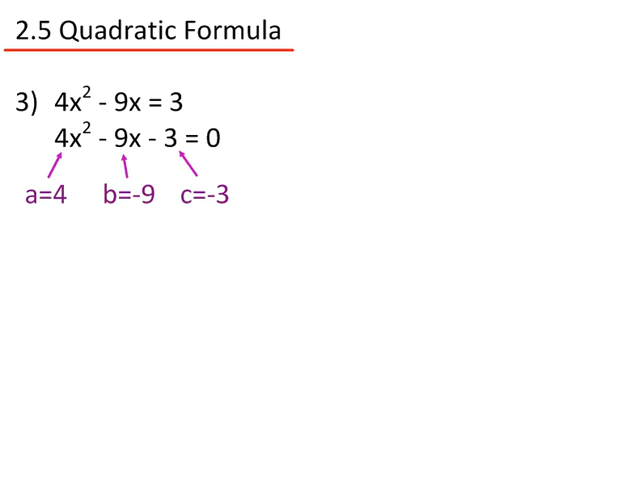 2.5 Quadratic Formula
3) 4x² - 9x = 3
4x² - 9x - 3 = 0
a=4 b=-9 c=-3